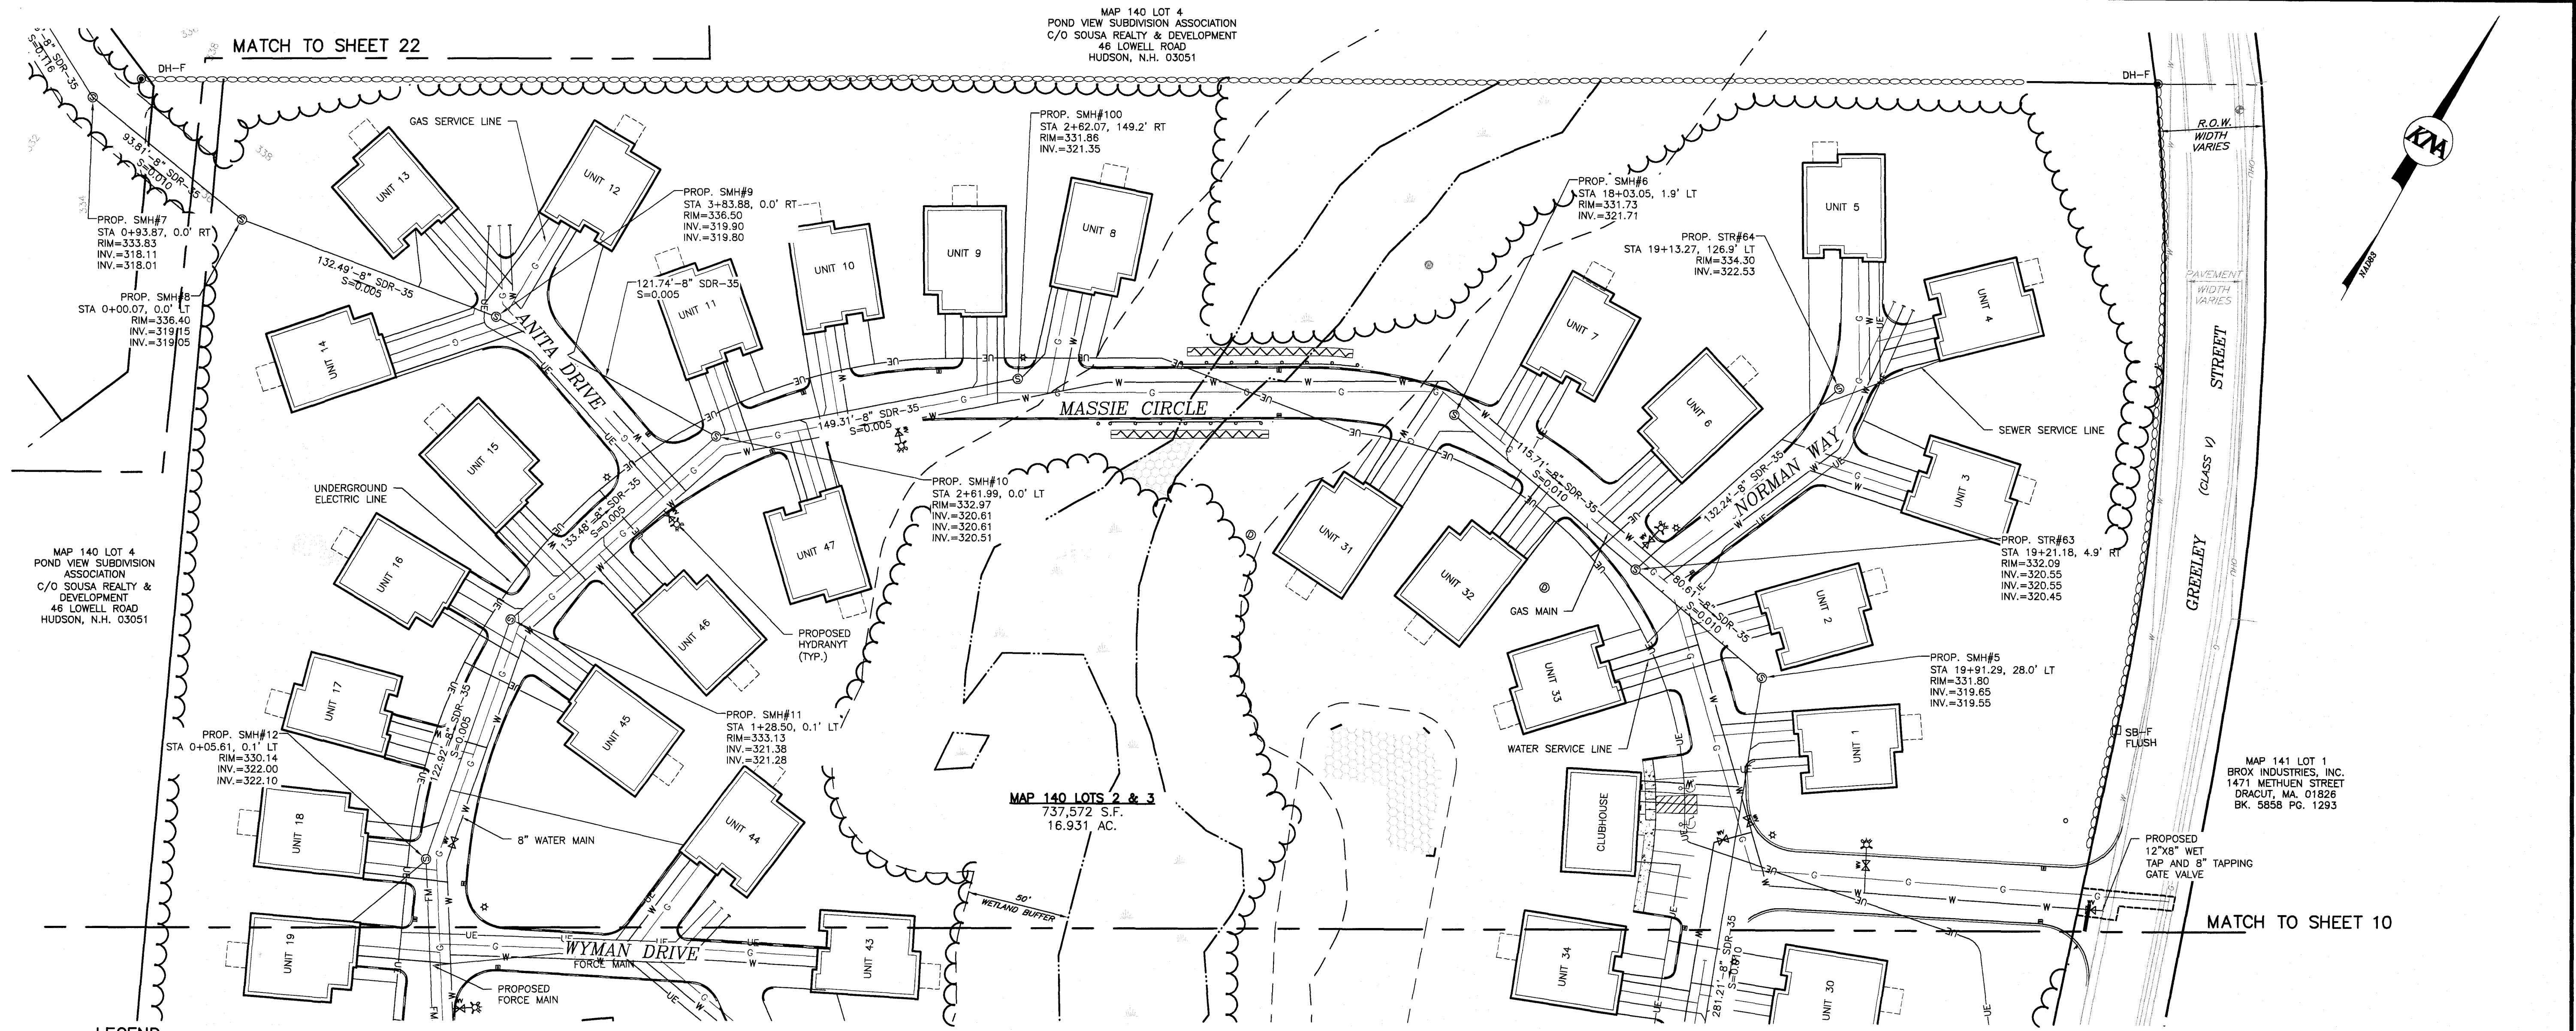 MAP 140 LOT 4
POND VIEW SUBDIVISION ASSOCIATION
C/O SOUSA REALTY & DEVELOPMENT
46 LOWELL ROAD
HUDSON, N.H. 03051
MATCH TO SHEET 22
DH-F
DH-F
KNA
NAD83
R.O.W.
WIDTH
VARIES
PAVEMENT
WIDTH
VARIES
GREELEY STREET
(CLASS V)
338
334
332
-8" SDR-35
93.81'-8" SDR-35
S=0.010
GAS SERVICE LINE
UNIT 13
UNIT 12
PROP. SMH#100
STA 2+62.07, 149.2' RT
RIM=331.86
INV.=321.35
PROP. SMH#9
STA 3+83.88, 0.0' RT
RIM=336.50
INV.=319.90
INV.=319.80
PROP. SMH#6
STA 18+03.05, 1.9' LT
RIM=331.73
INV.=321.71
PROP. STR#64
STA 19+13.27, 126.9' LT
RIM=334.30
INV.=322.53
PROP. SMH#7
STA 0+93.87, 0.0' RT
RIM=333.83
INV.=318.11
INV.=318.01
PROP. SMH#8
STA 0+00.07, 0.0' LT
RIM=336.40
INV.=319.15
INV.=319.05
132.49'-8" SDR-35
S=0.005
121.74'-8" SDR-35
S=0.005
UNIT 11
UNIT 10
UNIT 9
UNIT 8
UNIT 7
UNIT 5
UNIT 4
UNIT 6
UNIT 14
ANITA DRIVE
149.31'-8" SDR-35
S=0.005
MASSIE CIRCLE
115.71'-8" SDR-35
S=0.010
132.24'-8" SDR-35
NORMAN WAY
SEWER SERVICE LINE
UNIT 3
UNIT 15
UNDERGROUND
ELECTRIC LINE
133.48'-8" SDR-35
S=0.005
PROP. SMH#10
STA 2+61.99, 0.0' LT
RIM=332.97
INV.=320.61
INV.=320.61
INV.=320.51
UNIT 47
UNIT 31
UNIT 32
PROP. STR#63
STA 19+21.18, 4.9' RT
RIM=332.09
INV.=320.55
INV.=320.55
INV.=320.45
MAP 140 LOT 4
POND VIEW SUBDIVISION
ASSOCIATION
C/O SOUSA REALTY &
DEVELOPMENT
46 LOWELL ROAD
HUDSON, N.H. 03051
UNIT 16
UNIT 46
PROPOSED
HYDRANYT
(TYP.)
GAS MAIN
80.61'-8" SDR-35
S=0.010
UNIT 2
UNIT 33
UNIT 17
UNIT 45
PROP. SMH#11
STA 1+28.50, 0.1' LT
RIM=333.13
INV.=321.38
INV.=321.28
PROP. SMH#5
STA 19+91.29, 28.0' LT
RIM=331.80
INV.=319.65
INV.=319.55
PROP. SMH#12
STA 0+05.61, 0.1' LT
RIM=330.14
INV.=322.00
INV.=322.10
122.92'-8" SDR-35
S=0.005
WATER SERVICE LINE
UNIT 1
SB-F
FLUSH
MAP 141 LOT 1
BROX INDUSTRIES, INC.
1471 METHUEN STREET
DRACUT, MA. 01826
BK. 5858 PG. 1293
UNIT 18
8" WATER MAIN
UNIT 44
MAP 140 LOTS 2 & 3
737,572 S.F.
16.931 AC.
CLUBHOUSE
PROPOSED
12"X8" WET
TAP AND 8" TAPPING
GATE VALVE
50'
WETLAND BUFFER
MATCH TO SHEET 10
UNIT 19
WYMAN DRIVE
FORCE MAIN
UNIT 43
UNIT 34
281.21'-8" SDR-35
S=0.010
UNIT 30
PROPOSED
FORCE MAIN
LEGEND